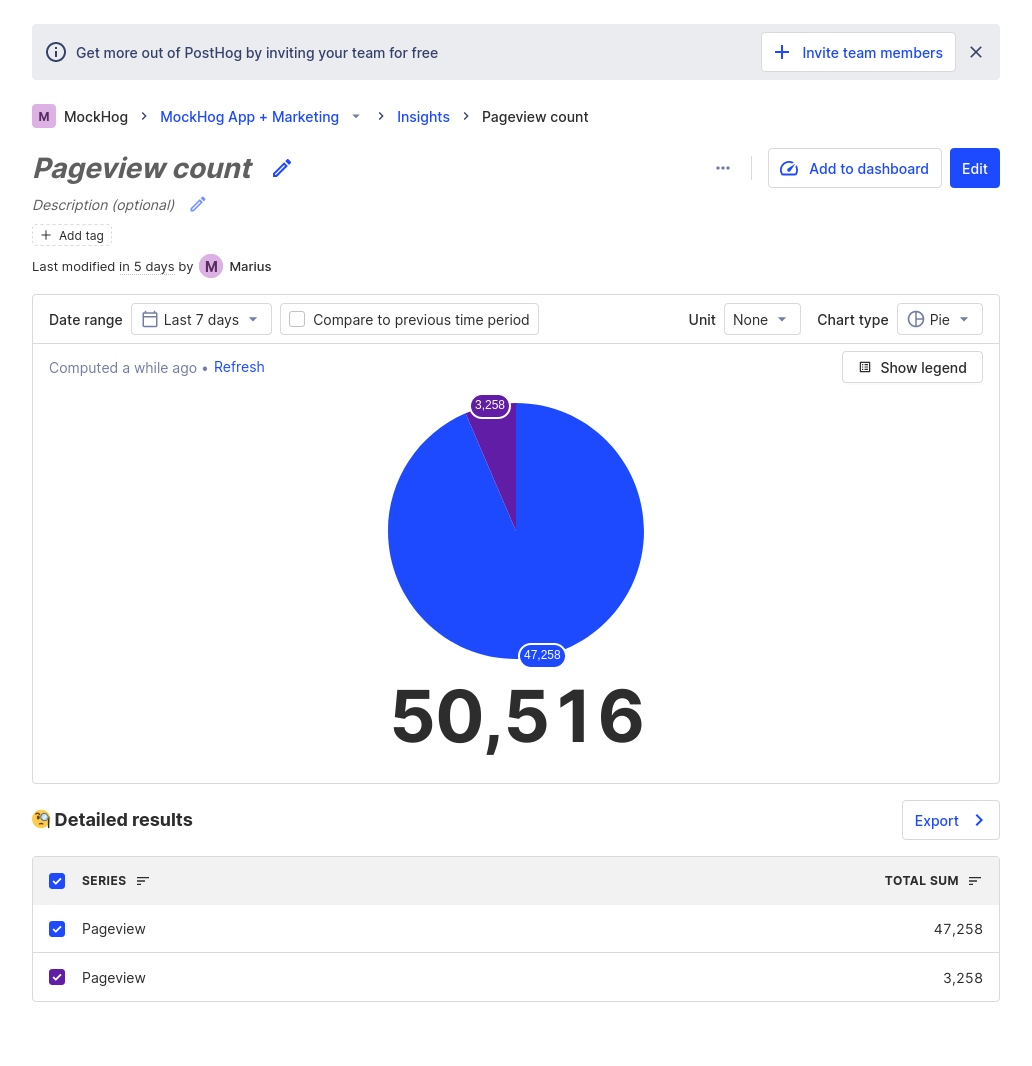 Get more out of PostHog by inviting your team for free
Invite team members
M MockHog MockHog App + Marketing Insights Pageview count
Pageview count
Add to dashboard
Edit
Description (optional)
Add tag
Last modified in 5 days by M Marius
Date range Last 7 days Compare to previous time period Unit None Chart type Pie
Computed a while ago • Refresh
Show legend
3,258
47,258
50,516
Detailed results
Export
SERIES TOTAL SUM
Pageview 47,258
Pageview 3,258